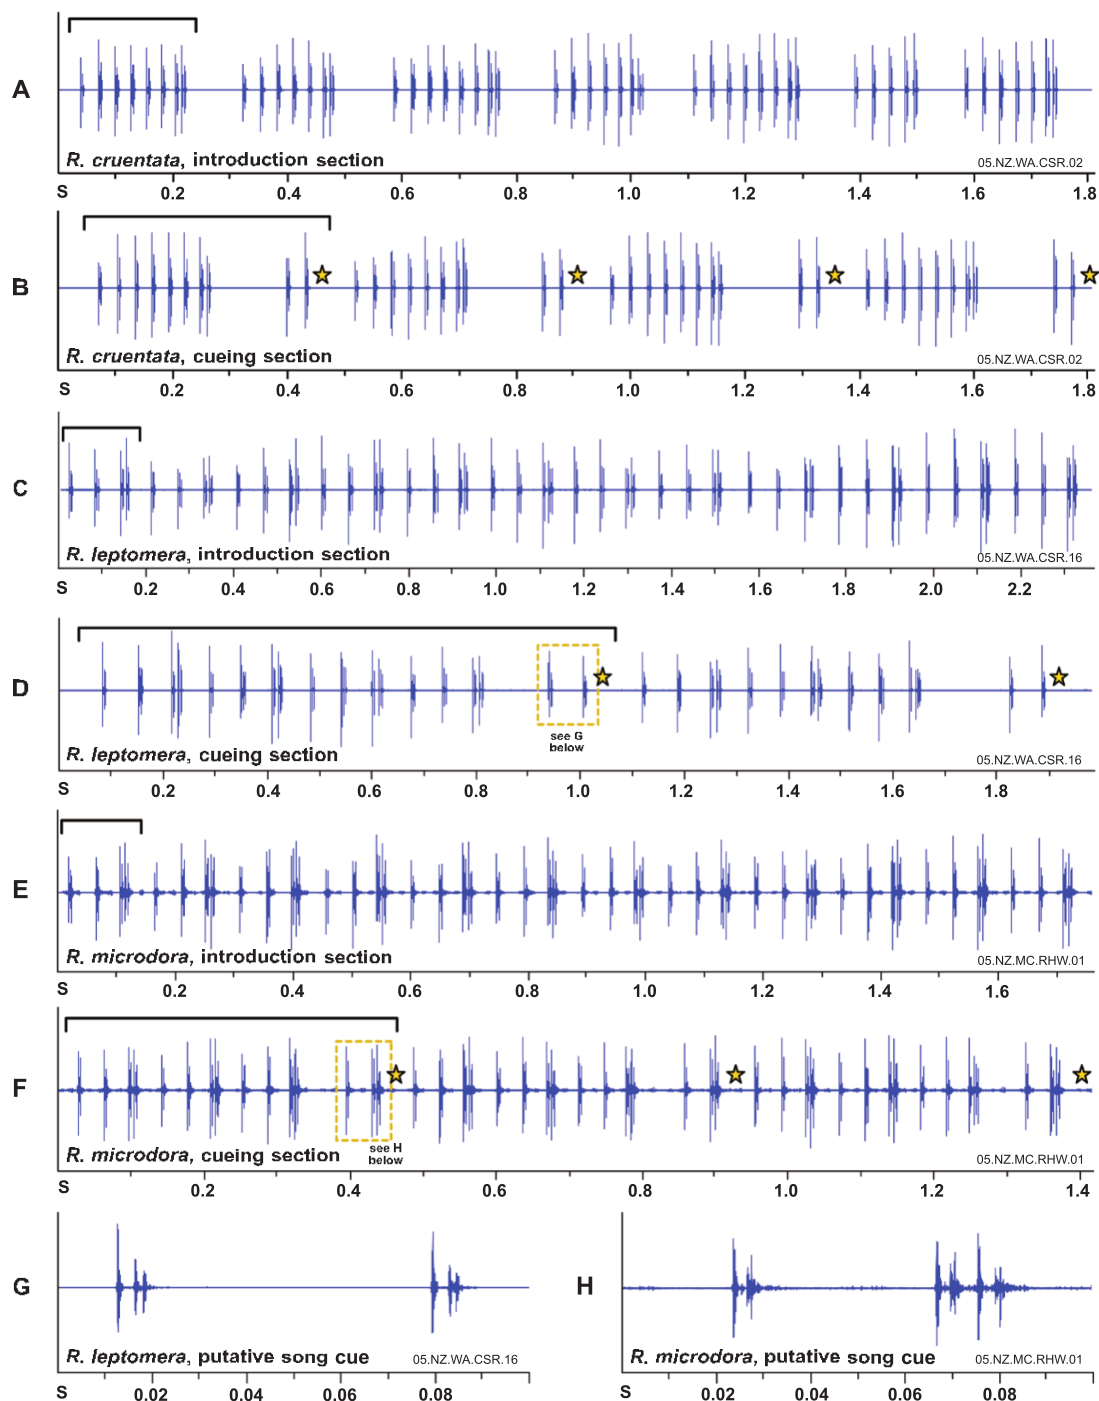 A
R. cruentata, introduction section
05.NZ.WA.CSR.02
S 0.2 0.4 0.6 0.8 1.0 1.2 1.4 1.6 1.8
B
R. cruentata, cueing section
05.NZ.WA.CSR.02
S 0.2 0.4 0.6 0.8 1.0 1.2 1.4 1.6 1.8
C
R. leptomera, introduction section
05.NZ.WA.CSR.16
S 0.2 0.4 0.6 0.8 1.0 1.2 1.4 1.6 1.8 2.0 2.2
D
see G
below
R. leptomera, cueing section
05.NZ.WA.CSR.16
S 0.2 0.4 0.6 0.8 1.0 1.2 1.4 1.6 1.8
E
R. microdora, introduction section
05.NZ.MC.RHW.01
S 0.2 0.4 0.6 0.8 1.0 1.2 1.4 1.6
F
see H
below
R. microdora, cueing section
05.NZ.MC.RHW.01
S 0.2 0.4 0.6 0.8 1.0 1.2 1.4
G
R. leptomera, putative song cue
05.NZ.WA.CSR.16
S 0.02 0.04 0.06 0.08
H
R. microdora, putative song cue
05.NZ.MC.RHW.01
S 0.02 0.04 0.06 0.08